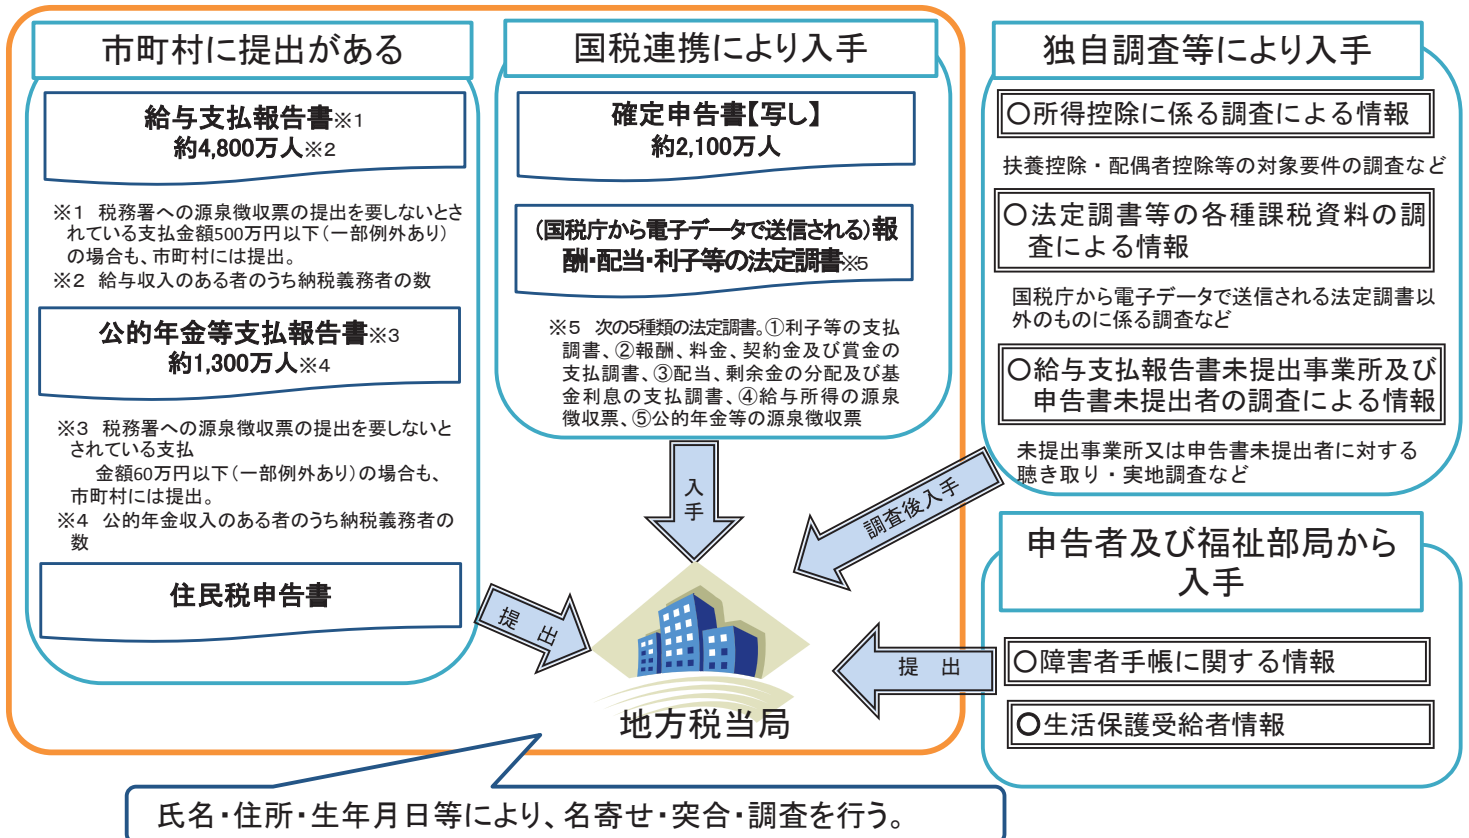 市町村に提出がある
給与支払報告書※1
約4,800万人※2
※1 税務署への源泉徴収票の提出を要しないとさ
れている支払金額500万円以下(一部例外あり)
の場合も、市町村には提出。
※2 給与収入のある者のうち納税義務者の数
公的年金等支払報告書※3
約1,300万人※4
※3 税務署への源泉徴収票の提出を要しないと
されている支払
金額60万円以下(一部例外あり)の場合も、
市町村には提出。
※4 公的年金収入のある者のうち納税義務者の
数
住民税申告書
提 出
国税連携により入手
確定申告書【写し】
約2,100万人
(国税庁から電子データで送信される)報
酬・配当・利子等の法定調書※5
※5 次の5種類の法定調書。①利子等の支払
調書、②報酬、料金、契約金及び賞金の
支払調書、③配当、剰余金の分配及び基
金利息の支払調書、④給与所得の源泉
徴収票、⑤公的年金等の源泉徴収票
入
手
独自調査等により入手
〇所得控除に係る調査による情報
扶養控除・配偶者控除等の対象要件の調査など
〇法定調書等の各種課税資料の調
査による情報
国税庁から電子データで送信される法定調書以
外のものに係る調査など
〇給与支払報告書未提出事業所及び
申告書未提出者の調査による情報
未提出事業所又は申告書未提出者に対する
聴き取り・実地調査など
調査後入手
申告者及び福祉部局から
入手
〇障害者手帳に関する情報
〇生活保護受給者情報
提 出
地方税当局
氏名・住所・生年月日等により、名寄せ・突合・調査を行う。